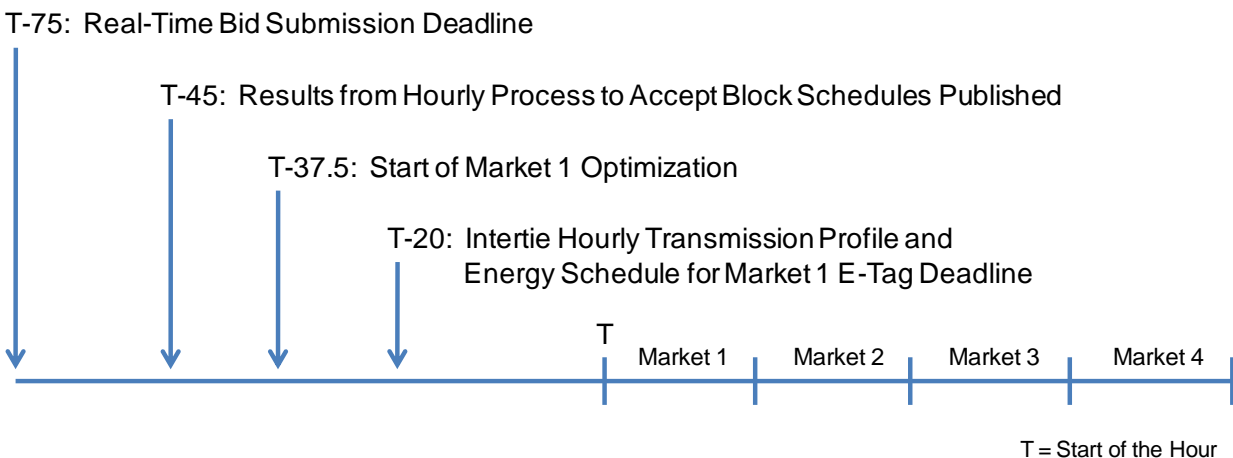 T-75: Real-Time Bid Submission Deadline
T-45: Results from Hourly Process to Accept Block Schedules Published
T-37.5: Start of Market 1 Optimization
T-20: Intertie Hourly Transmission Profile and
Energy Schedule for Market 1 E-Tag Deadline
T
Market 1 Market 2 Market 3 Market 4
T = Start of the Hour